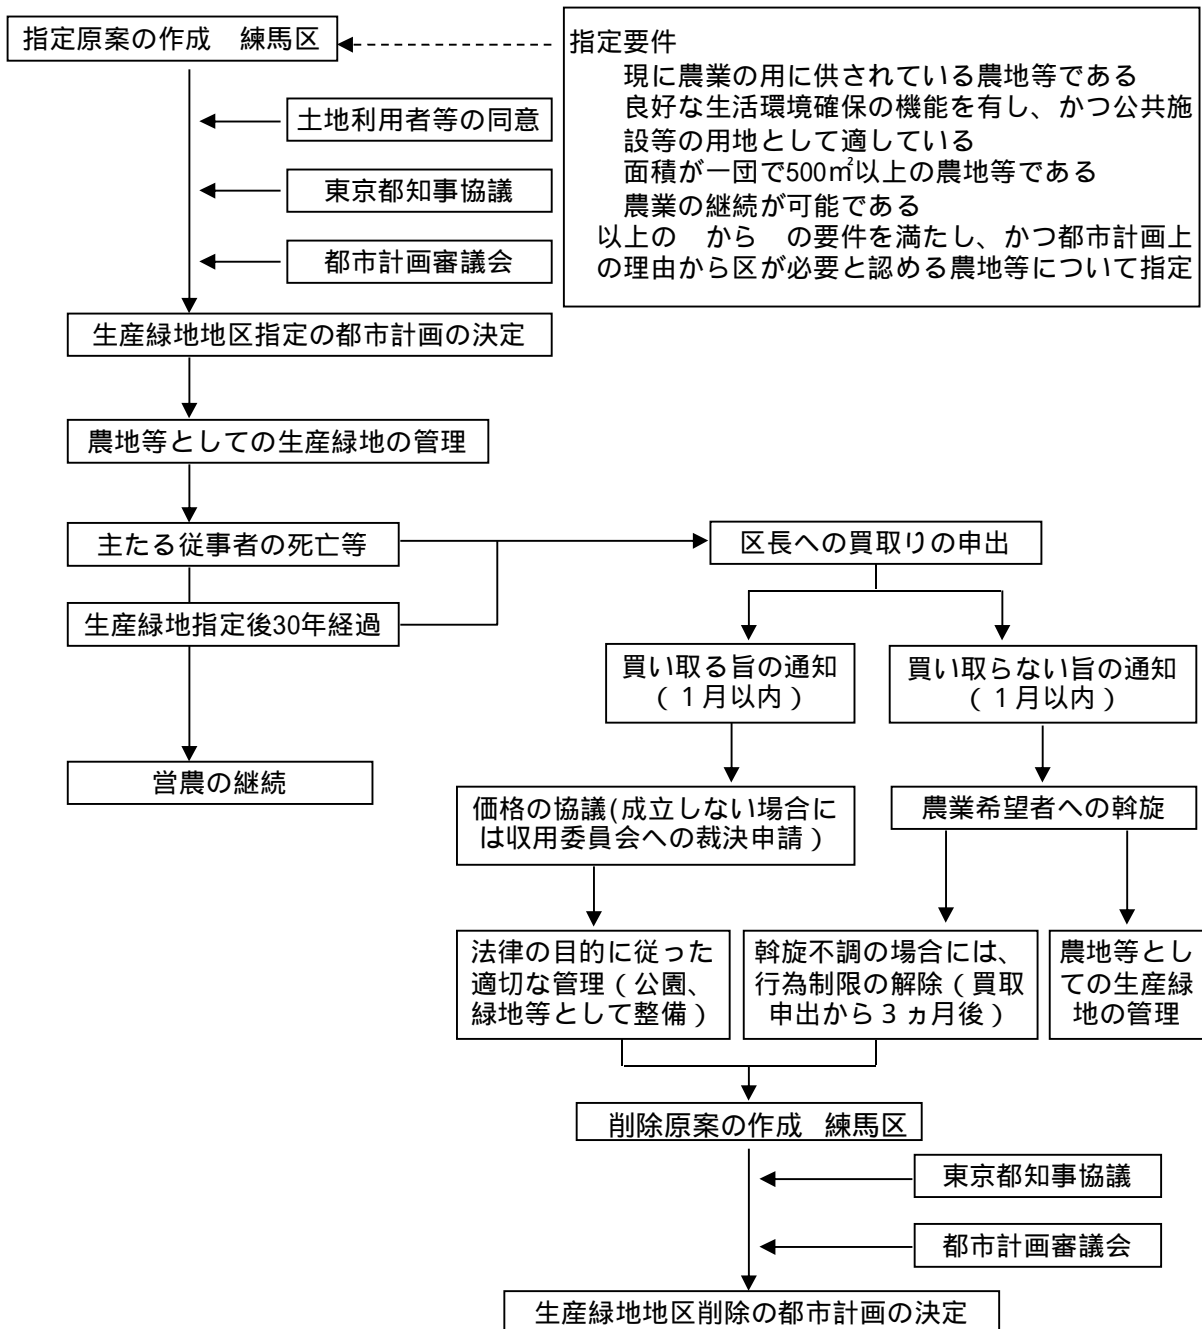 指定原案の作成 練馬区
指定要件
現に農業の用に供されている農地等である
良好な生活環境確保の機能を有し、かつ公共施
設等の用地として適している
面積が一団で500㎡以上の農地等である
農業の継続が可能である
以上の から の要件を満たし、かつ都市計画上
の理由から区が必要と認める農地等について指定
土地利用者等の同意
東京都知事協議
都市計画審議会
生産緑地地区指定の都市計画の決定
農地等としての生産緑地の管理
主たる従事者の死亡等
区長への買取りの申出
生産緑地指定後30年経過
買い取る旨の通知
(1月以内)
買い取らない旨の通知
(1月以内)
営農の継続
価格の協議(成立しない場合に
は収用委員会への裁決申請)
農業希望者への斡旋
法律の目的に従った
適切な管理(公園、
緑地等として整備)
斡旋不調の場合には、
行為制限の解除(買取
申出から3ヵ月後)
農地等とし
ての生産緑
地の管理
削除原案の作成 練馬区
東京都知事協議
都市計画審議会
生産緑地地区削除の都市計画の決定